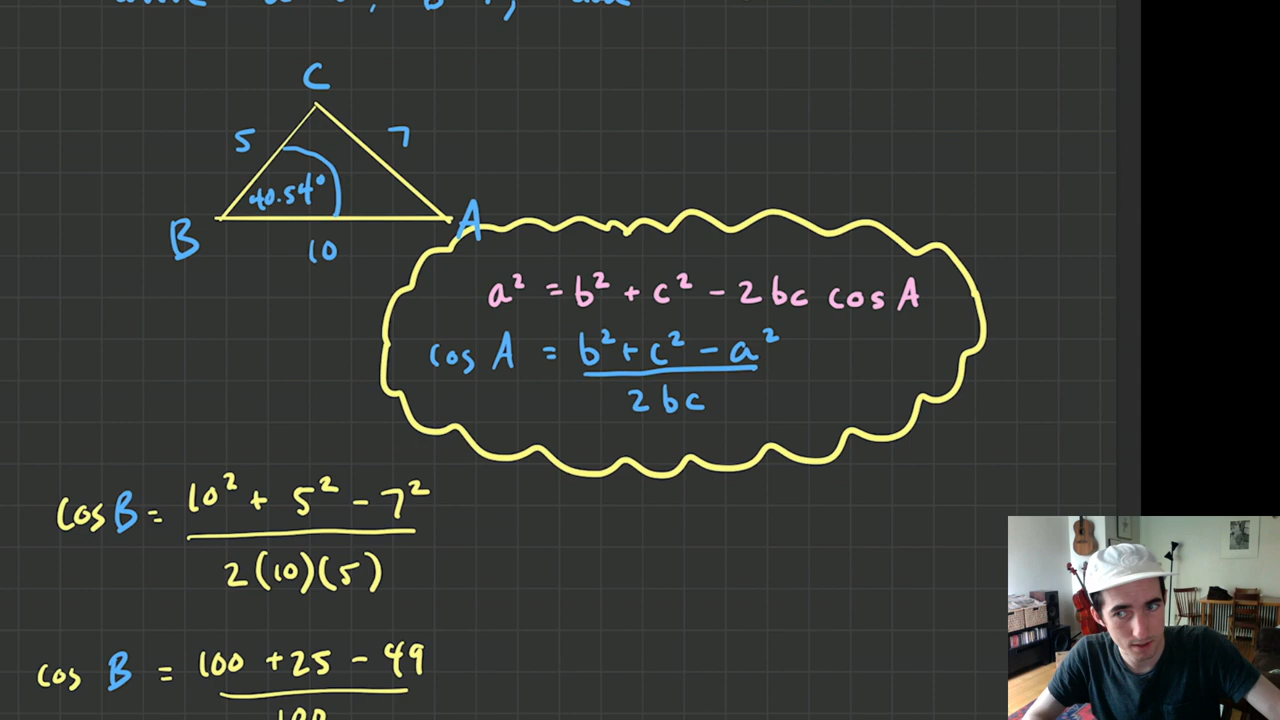 C
5 7
40.54°
B A
10
a² = b² + c² - 2bc cos A
cos A = b² + c² - a²
2bc
cos B = 10² + 5² - 7²
2(10)(5)
cos B = 100 + 25 - 49
100